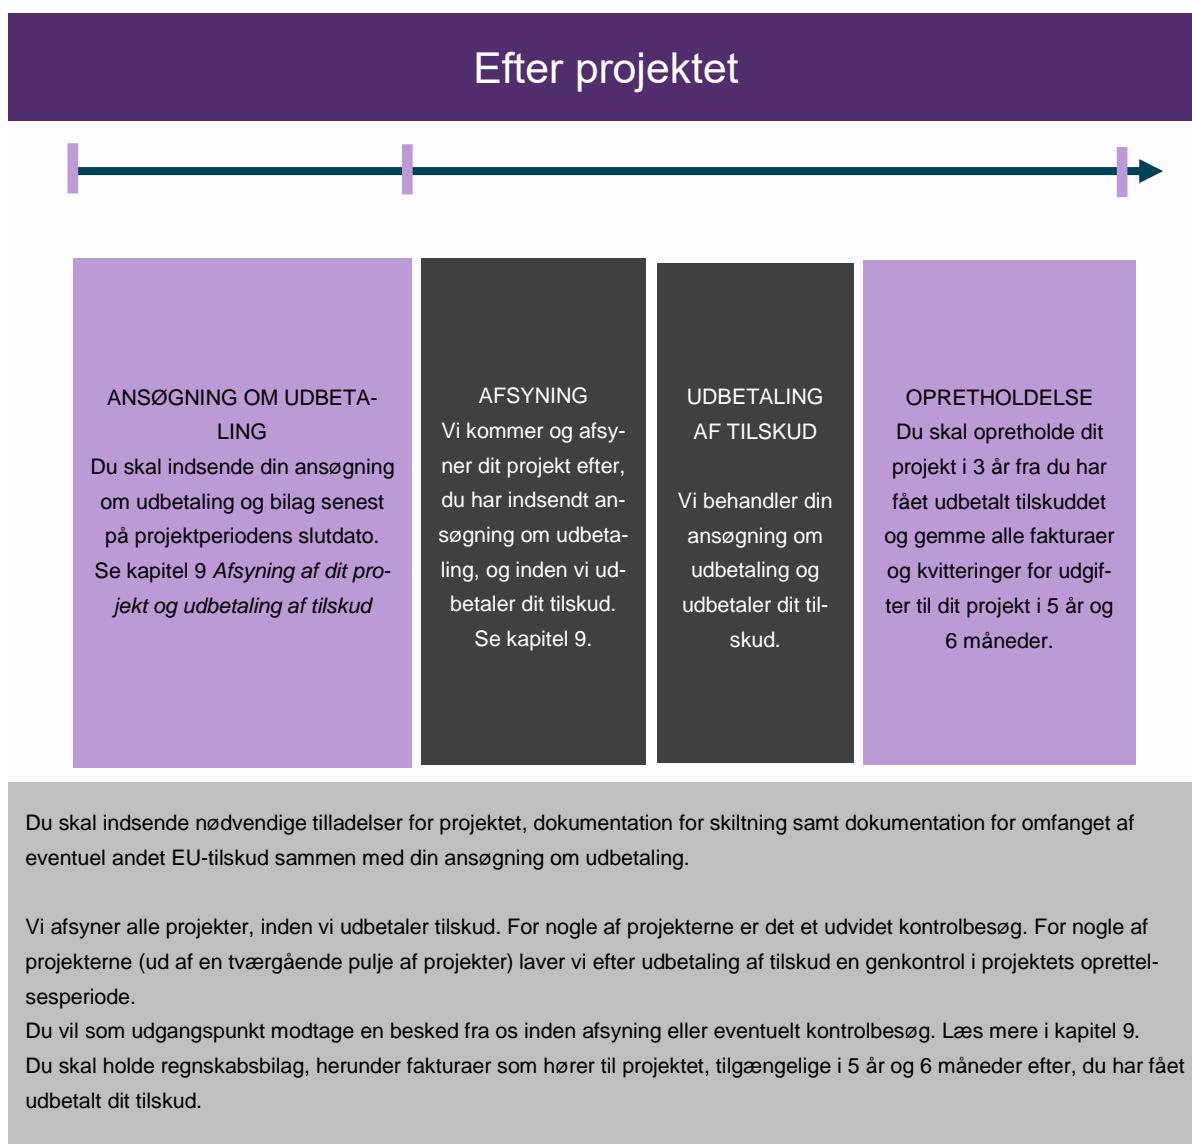 Efter projektet
ANSØGNING OM UDBETA-
LING
Du skal indsende din ansøgning
om udbetaling og bilag senest
på projektperiodens slutdato.
Se kapitel 9 Afsyning af dit pro-
jekt og udbetaling af tilskud
AFSYNING
Vi kommer og afsy-
ner dit projekt efter,
du har indsendt an-
søgning om udbeta-
ling, og inden vi ud-
betaler dit tilskud.
Se kapitel 9.
UDBETALING
AF TILSKUD
Vi behandler din
ansøgning om
udbetaling og
udbetaler dit til-
skud.
OPRETHOLDELSE
Du skal opretholde dit
projekt i 3 år fra du har
fået udbetalt tilskuddet
og gemme alle fakturaer
og kvitteringer for udgif-
ter til dit projekt i 5 år og
6 måneder.
Du skal indsende nødvendige tilladelser for projektet, dokumentation for skiltning samt dokumentation for omfanget af
eventuel andet EU-tilskud sammen med din ansøgning om udbetaling.
Vi afsyner alle projekter, inden vi udbetaler tilskud. For nogle af projekterne er det et udvidet kontrolbesøg. For nogle af
projekterne (ud af en tværgående pulje af projekter) laver vi efter udbetaling af tilskud en genkontrol i projektets oprettel-
sesperiode.
Du vil som udgangspunkt modtage en besked fra os inden afsyning eller eventuelt kontrolbesøg. Læs mere i kapitel 9.
Du skal holde regnskabsbilag, herunder fakturaer som hører til projektet, tilgængelige i 5 år og 6 måneder efter, du har fået
udbetalt dit tilskud.